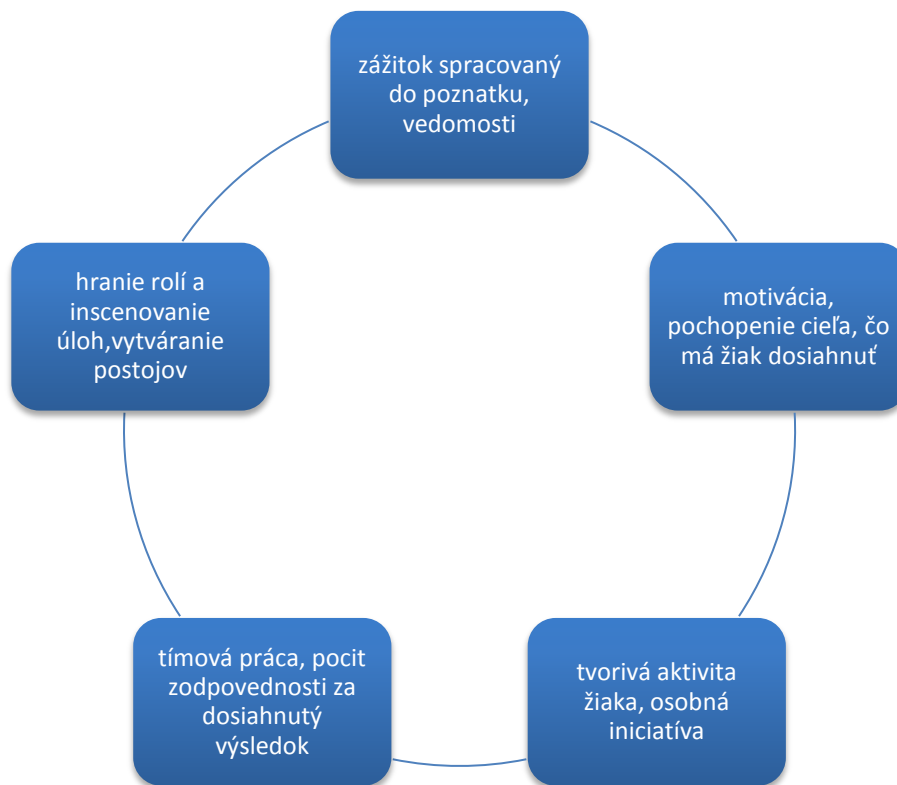 zážitok spracovaný
do poznatku,
vedomosti
motivácia,
pochopenie cieľa, čo
má žiak dosiahnuť
tvorivá aktivita
žiaka, osobná
iniciatíva
tímová práca, pocit
zodpovednosti za
dosiahnutý
výsledok
hranie rolí a
inscenovanie
úloh,vytváranie
postojov